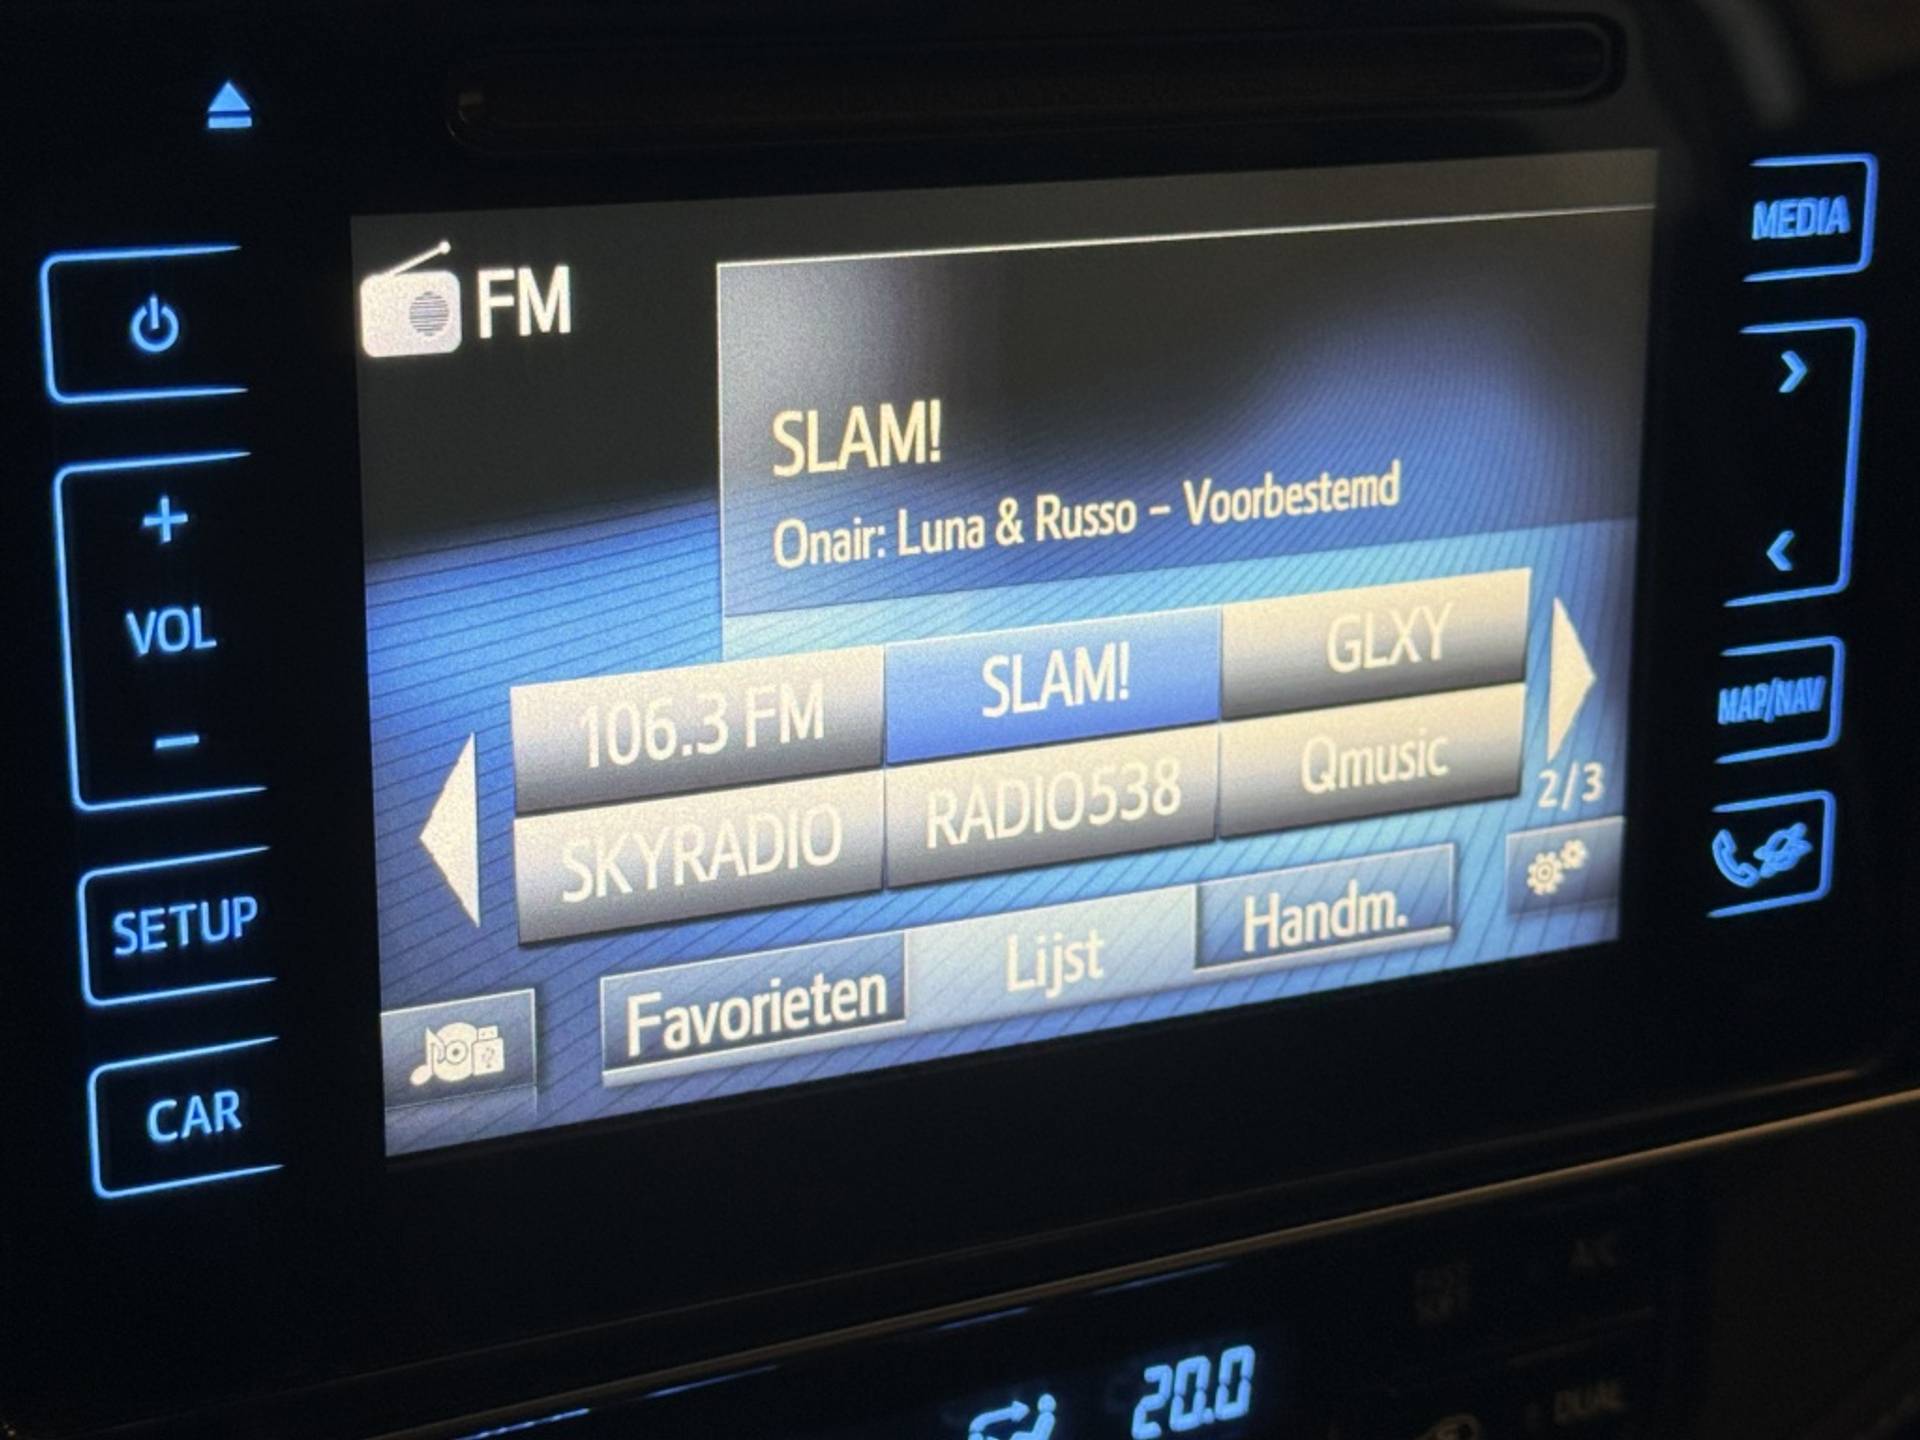 MEDIA
FM
SLAM!
Onair: Luna & Russo – Voorbestemd
VOL
106.3 FM
SLAM!
GLXY
MAP/NAV
SKYRADIO
RADIO538
Qmusic
2/3
SETUP
Favorieten
Lijst
Handm.
CAR
A/C
20.0
DUAL